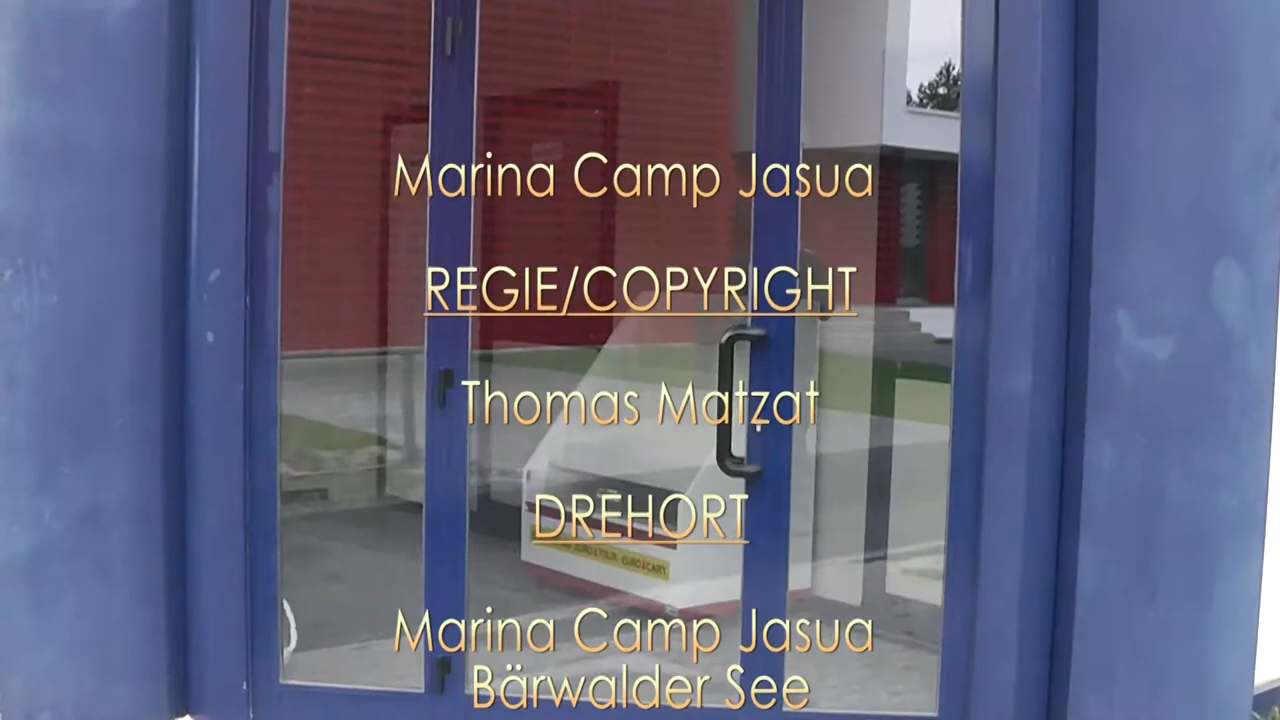 Marina Camp Jasua
REGIE/COPYRIGHT
Thomas Matzat
DREHORT
Marina Camp Jasua
Bärwalder See